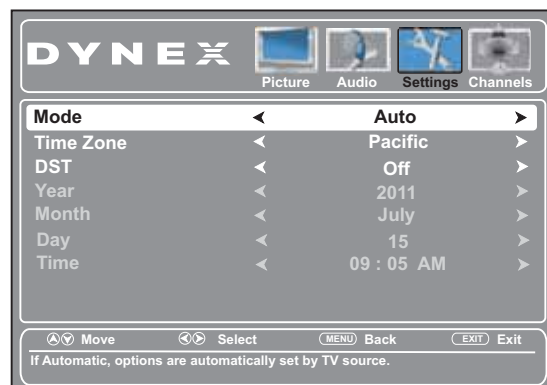 DYNEX
Picture Audio Settings Channels
Mode Auto
Time Zone Pacific
DST Off
Year 2011
Month July
Day 15
Time 09 : 05 AM
Move Select MENU Back EXIT Exit
If Automatic, options are automatically set by TV source.